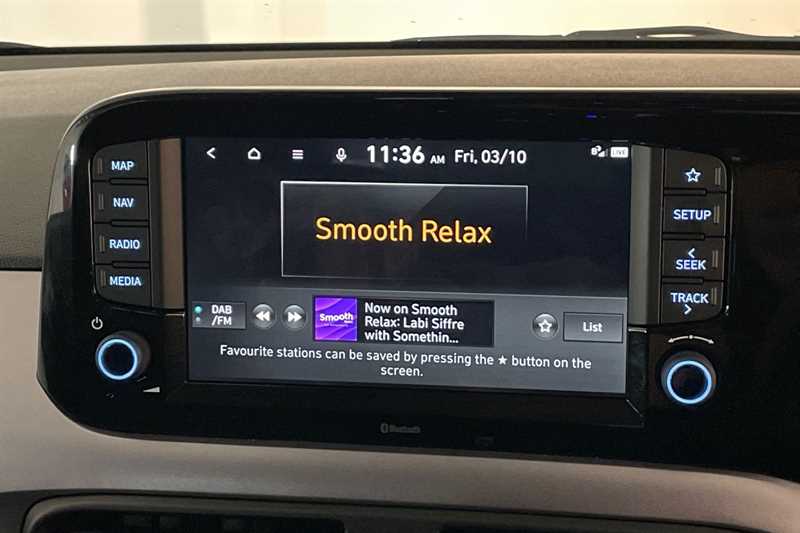 MAP
NAV
RADIO
MEDIA
11:36 AM Fri, 03/10
LIVE
Smooth Relax
DAB
/FM
Smooth
Now on Smooth
Relax: Labi Siffre
with Somethin...
List
Favourite stations can be saved by pressing the ★ button on the
screen.
SETUP
< SEEK
TRACK >
Bluetooth